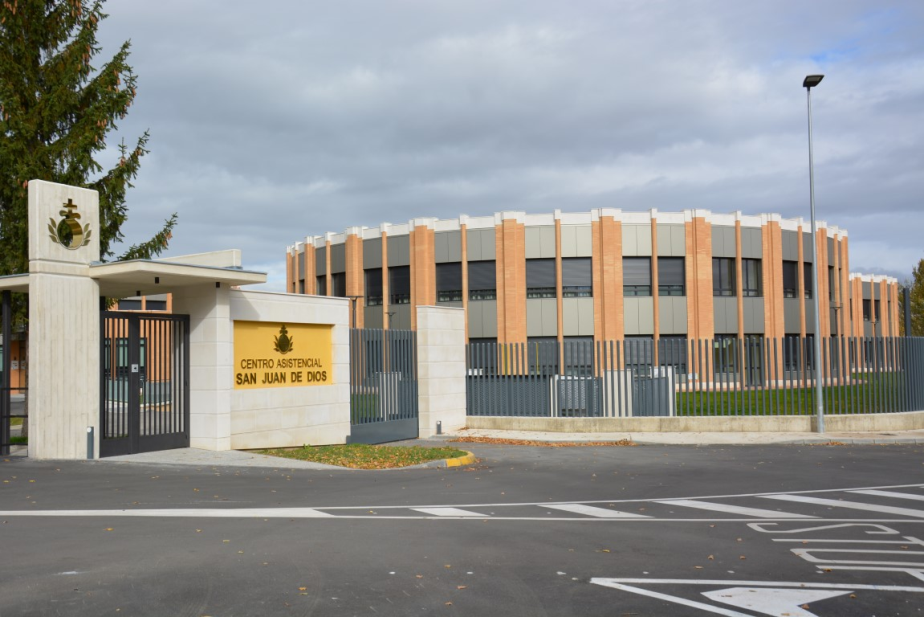 CENTRO ASISTENCIAL
SAN JUAN DE DIOS